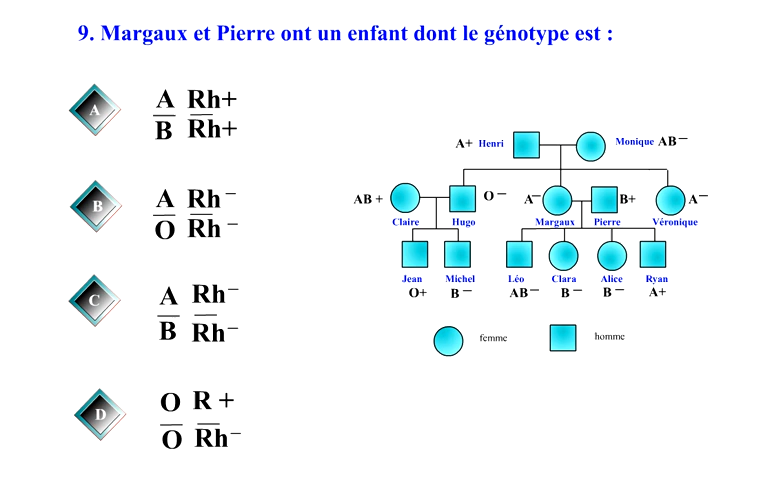 9. Margaux et Pierre ont un enfant dont le génotype est :
A
A Rh+
B Rh+
B
A Rh−
O Rh−
C
A Rh−
B Rh−
D
O R +
O Rh−
A+ Henri
Monique AB−
AB +
O −
A−
B+
A−
Claire
Hugo
Margaux
Pierre
Véronique
Jean
Michel
Léo
Clara
Alice
Ryan
O+
B −
AB−
B −
B −
A+
femme
homme